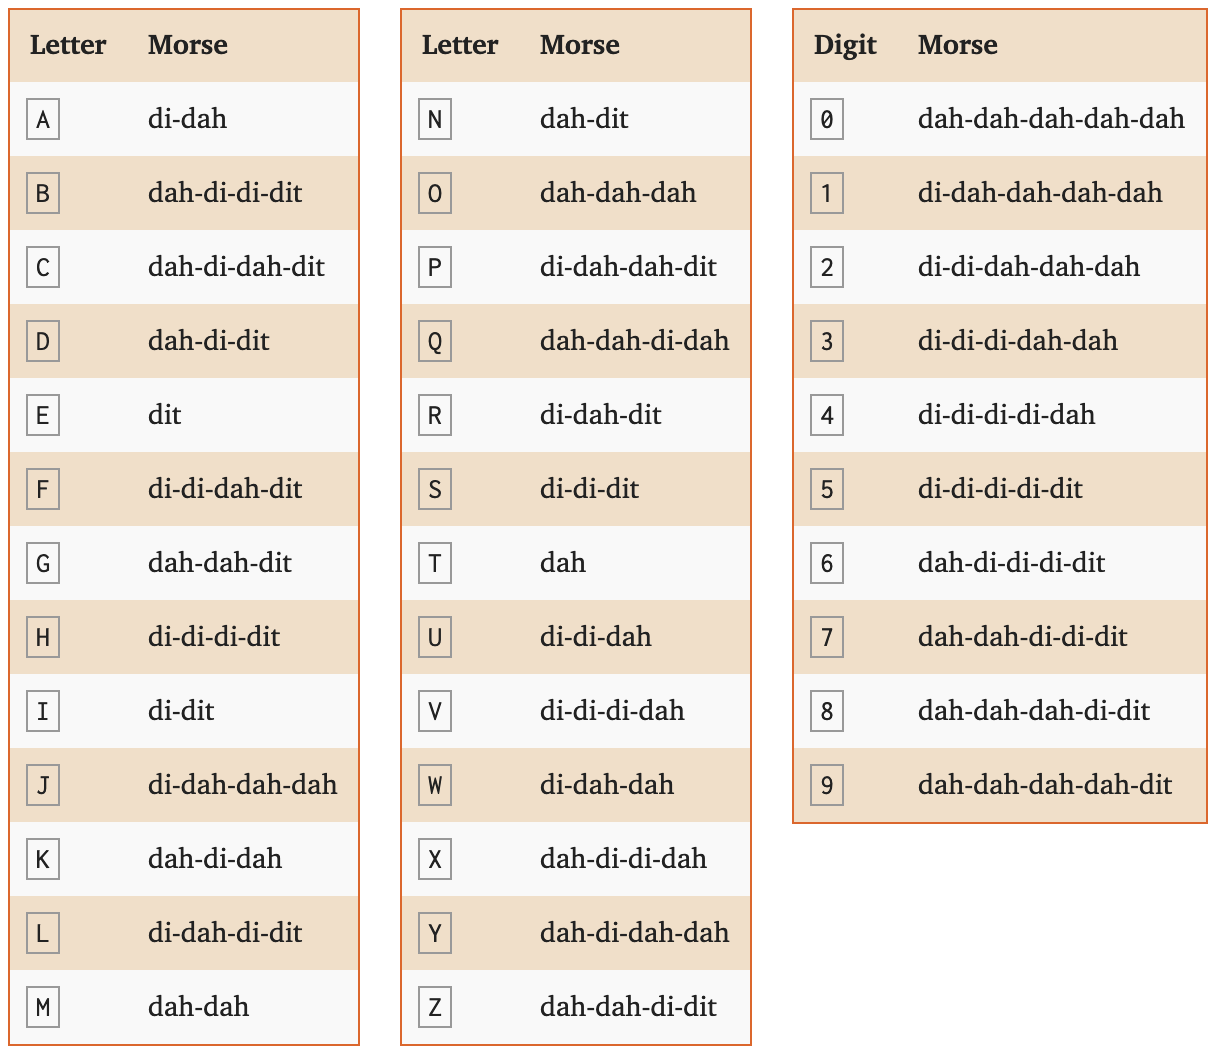 Letter Morse
A di-dah
B dah-di-di-dit
C dah-di-dah-dit
D dah-di-dit
E dit
F di-di-dah-dit
G dah-dah-dit
H di-di-di-dit
I di-dit
J di-dah-dah-dah
K dah-di-dah
L di-dah-di-dit
M dah-dah
Letter Morse
N dah-dit
O dah-dah-dah
P di-dah-dah-dit
Q dah-dah-di-dah
R di-dah-dit
S di-di-dit
T dah
U di-di-dah
V di-di-di-dah
W di-dah-dah
X dah-di-di-dah
Y dah-di-dah-dah
Z dah-dah-di-dit
Digit Morse
0 dah-dah-dah-dah-dah
1 di-dah-dah-dah-dah
2 di-di-dah-dah-dah
3 di-di-di-dah-dah
4 di-di-di-di-dah
5 di-di-di-di-dit
6 dah-di-di-di-dit
7 dah-dah-di-di-dit
8 dah-dah-dah-di-dit
9 dah-dah-dah-dah-dit